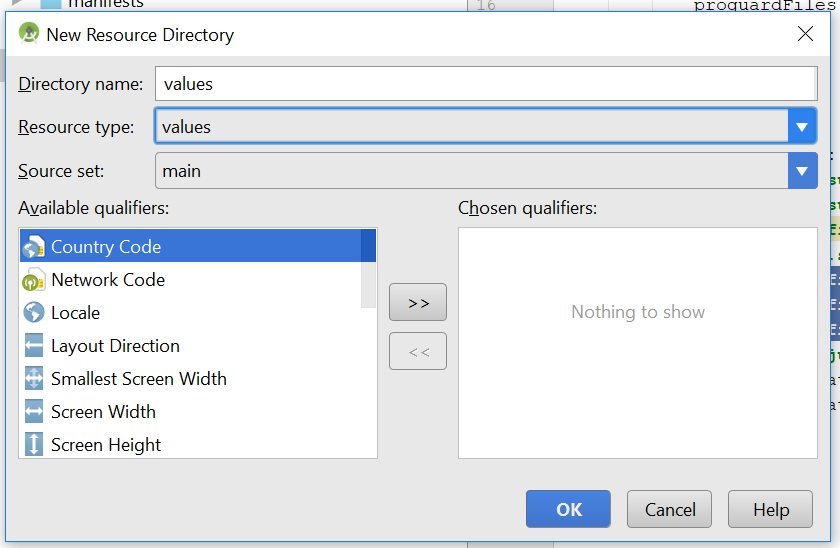 manifests
16
proguardFiles
New Resource Directory
Directory name: values
Resource type: values
Source set: main
Available qualifiers:
Chosen qualifiers:
Country Code
Network Code
Locale
Layout Direction
Smallest Screen Width
Screen Width
Screen Height
>>
<<
Nothing to show
OK
Cancel
Help